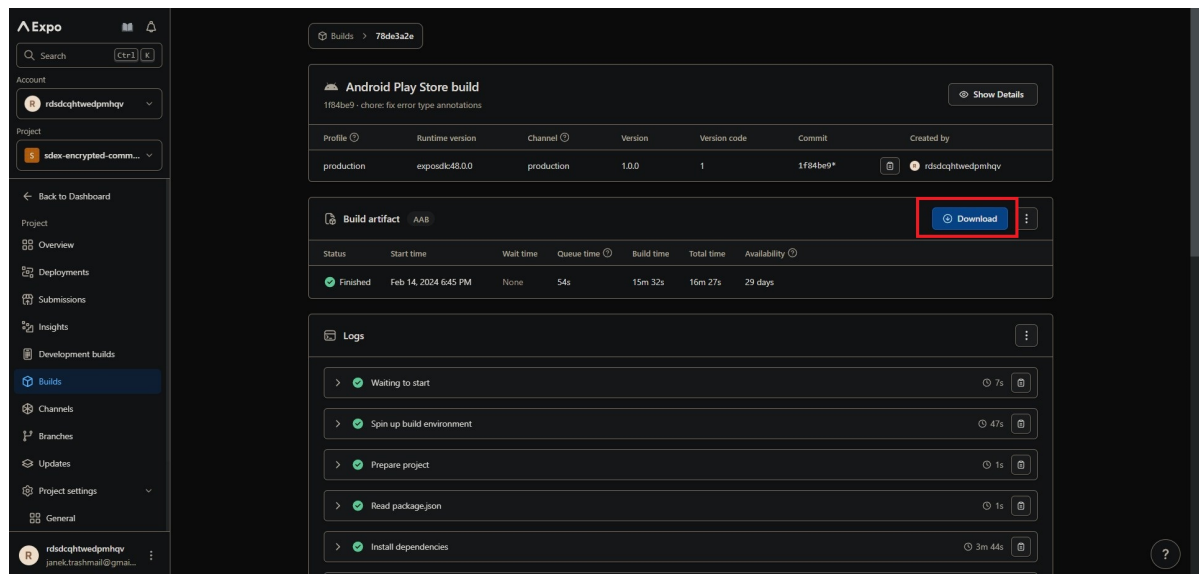 Expo
Search Ctrl K
Account
R rdsdcqhtwedpmhqv
Project
S sdex-encrypted-comm...
Back to Dashboard
Project
Overview
Deployments
Submissions
Insights
Development builds
Builds
Channels
Branches
Updates
Project settings
General
R rdsdcqhtwedpmhqv
janek.trashmail@gmai...
Builds > 78de3a2e
Android Play Store build
1f84be9 · chore: fix error type annotations
Show Details
Profile Runtime version Channel Version Version code Commit Created by
production exposdk:48.0.0 production 1.0.0 1 1f84be9* R rdsdcqhtwedpmhqv
Build artifact AAB
Download
Status Start time Wait time Queue time Build time Total time Availability
Finished Feb 14, 2024 6:45 PM None 54s 15m 32s 16m 27s 29 days
Logs
Waiting to start 7s
Spin up build environment 47s
Prepare project 1s
Read package.json 1s
Install dependencies 3m 44s
?